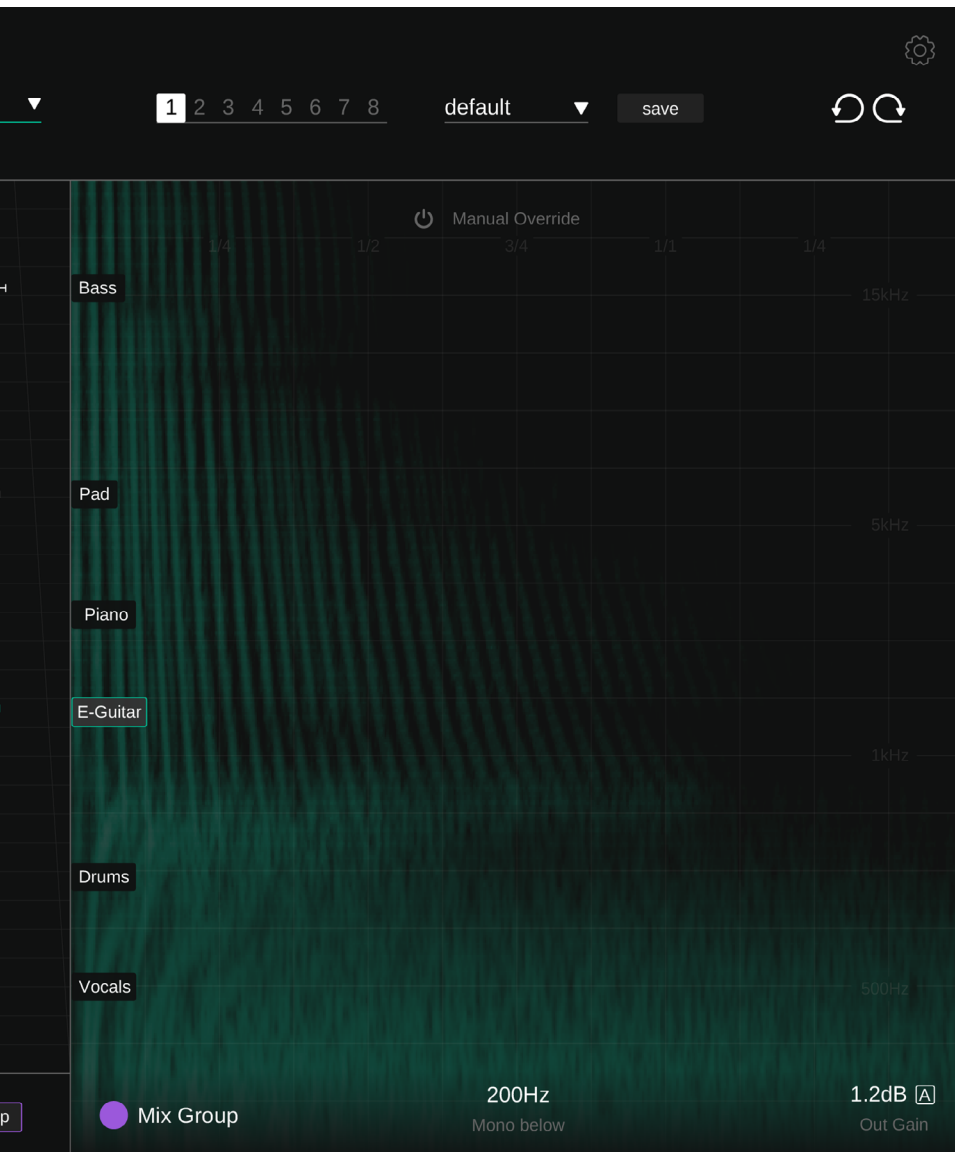 1 2 3 4 5 6 7 8
default
save
Manual Override
1/4 1/2 3/4 1/1 1/4
Bass
15kHz
Pad
5kHz
Piano
E-Guitar
1kHz
Drums
Vocals
500Hz
p
Mix Group
200Hz
Mono below
1.2dB A
Out Gain